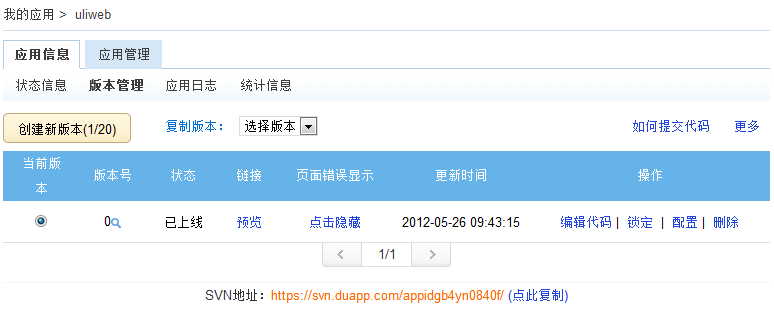 我的应用 > uliweb
应用信息 应用管理
状态信息 版本管理 应用日志 统计信息
创建新版本(1/20) 复制版本： 选择版本 如何提交代码 更多
当前版本 版本号 状态 链接 页面错误显示 更新时间 操作
0 已上线 预览 点击隐藏 2012-05-26 09:43:15 编辑代码 | 锁定 | 配置 | 删除
< 1/1 >
SVN地址：https://svn.duapp.com/appidgb4yn0840f/ (点此复制)